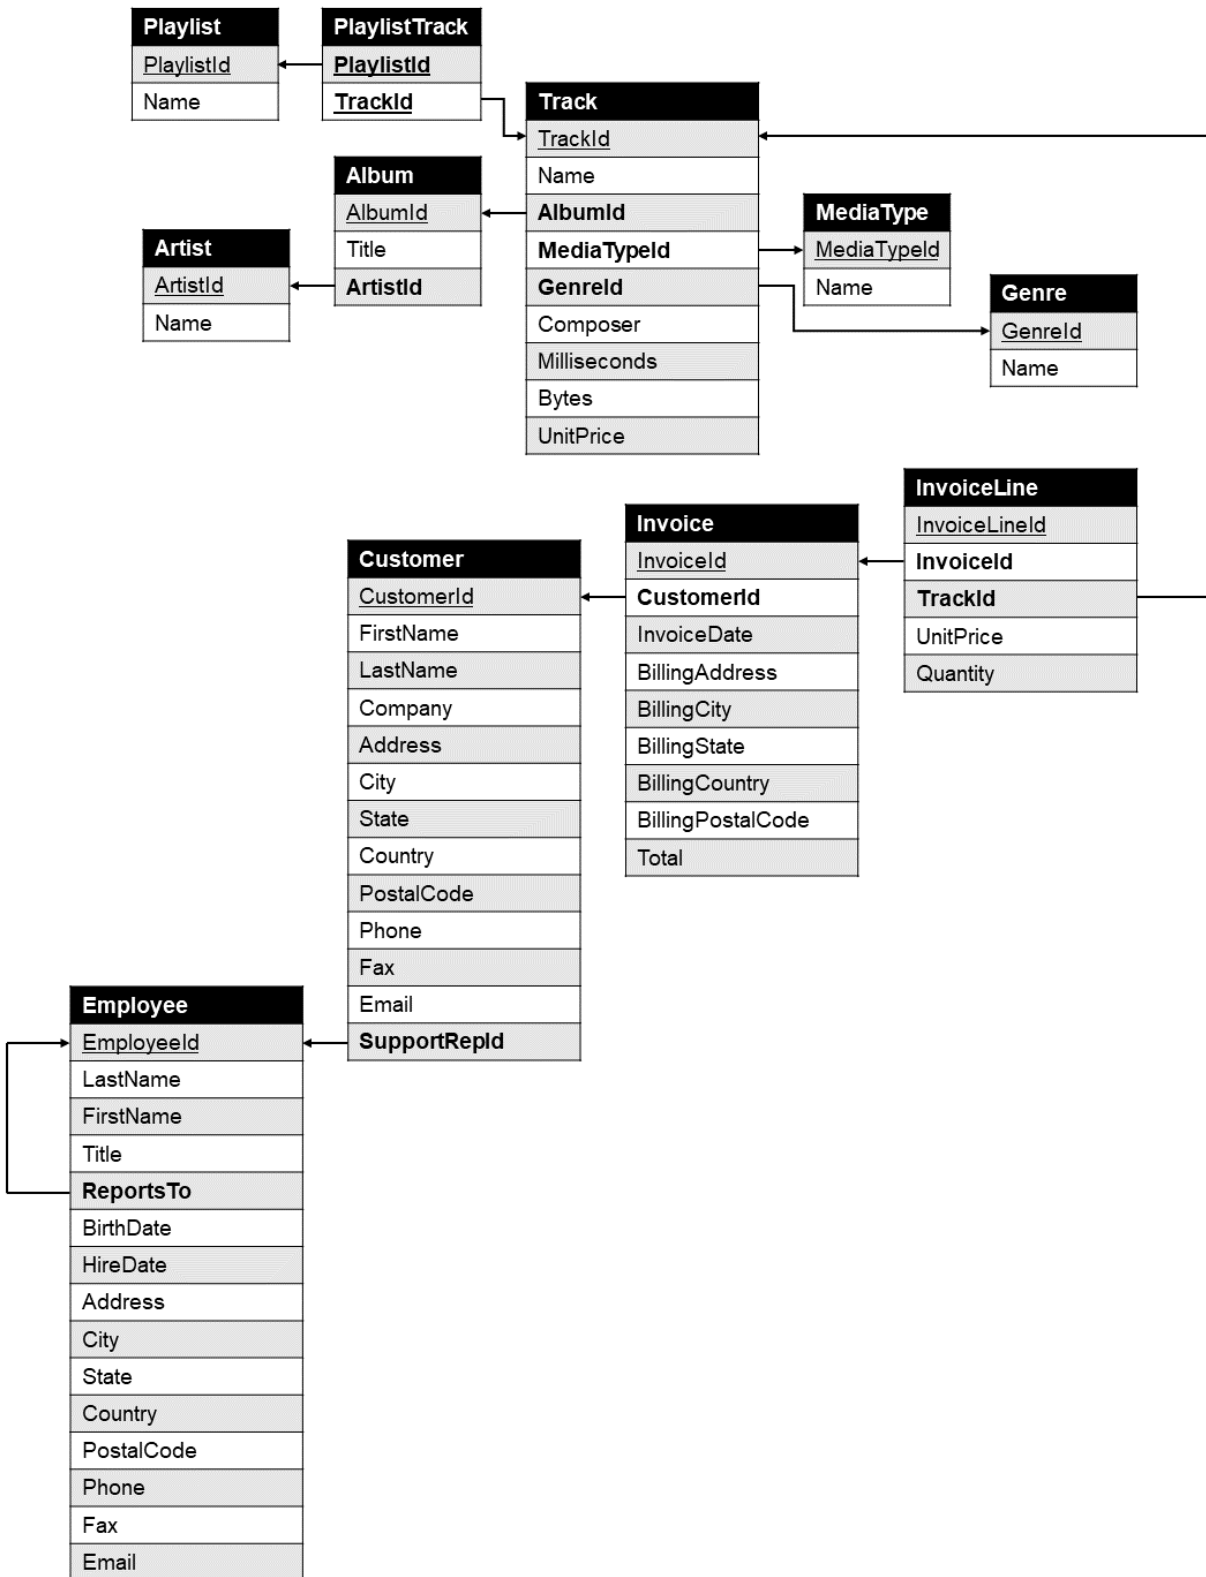 Playlist
PlaylistId
Name
PlaylistTrack
PlaylistId
TrackId
Track
TrackId
Name
AlbumId
MediaTypeId
GenreId
Composer
Milliseconds
Bytes
UnitPrice
Album
AlbumId
Title
ArtistId
Artist
ArtistId
Name
MediaType
MediaTypeId
Name
Genre
GenreId
Name
InvoiceLine
InvoiceLineId
InvoiceId
TrackId
UnitPrice
Quantity
Invoice
InvoiceId
CustomerId
InvoiceDate
BillingAddress
BillingCity
BillingState
BillingCountry
BillingPostalCode
Total
Customer
CustomerId
FirstName
LastName
Company
Address
City
State
Country
PostalCode
Phone
Fax
Email
SupportRepId
Employee
EmployeeId
LastName
FirstName
Title
ReportsTo
BirthDate
HireDate
Address
City
State
Country
PostalCode
Phone
Fax
Email